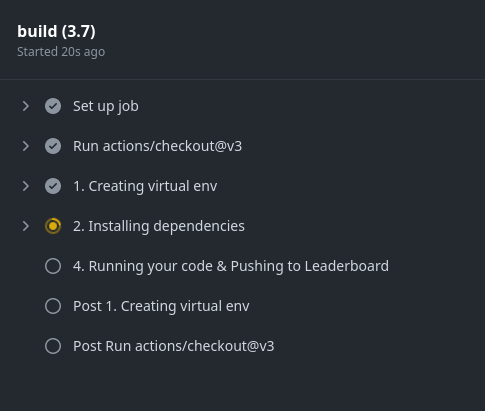 build (3.7)
Started 20s ago
Set up job
Run actions/checkout@v3
1. Creating virtual env
2. Installing dependencies
4. Running your code & Pushing to Leaderboard
Post 1. Creating virtual env
Post Run actions/checkout@v3